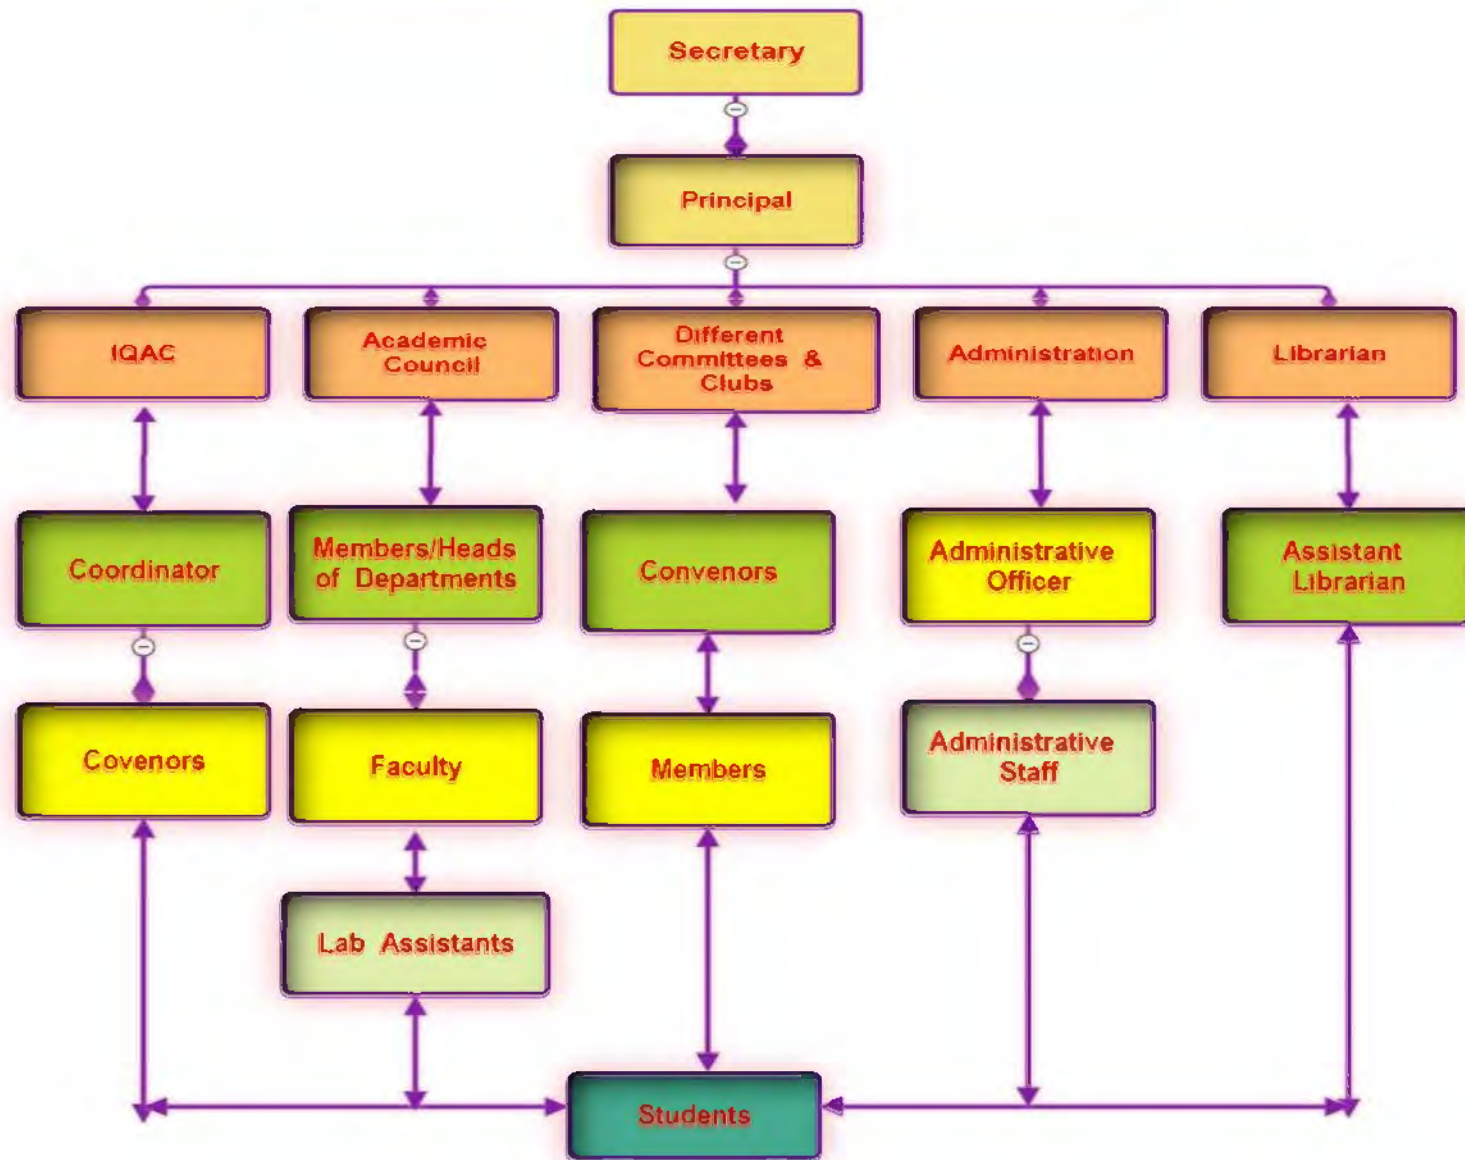 Secretary
Principal
IQAC
Academic
Council
Different
Committees &
Clubs
Administration
Librarian
Coordinator
Members/Heads
of Departments
Convenors
Administrative
Officer
Assistant
Librarian
Covenors
Faculty
Members
Administrative
Staff
Lab Assistants
Students